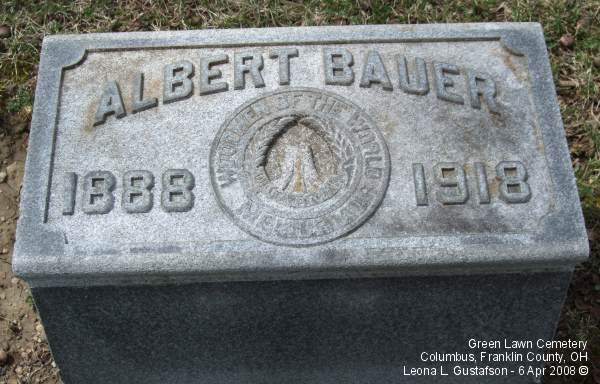 ALBERT BAUER
WOODMEN OF THE WORLD
MEMORIAL
1888
1918
Green Lawn Cemetery
Columbus, Franklin County, OH
Leona L. Gustafson - 6 Apr 2008 ©